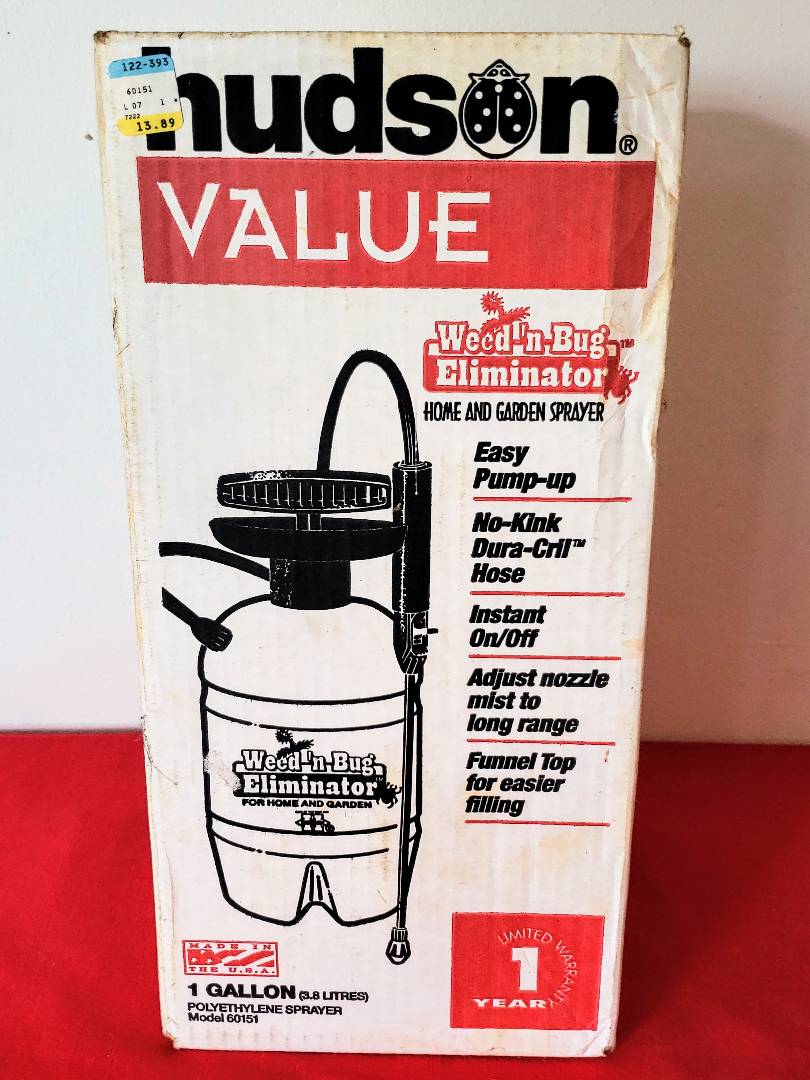 122-393
60151
L 07 1 *
7222
13.89
hudson®
VALUE
Weed 'n Bug™
Eliminator
HOME AND GARDEN SPRAYER
Easy
Pump-up
No-Kink
Dura-Cril™
Hose
Instant
On/Off
Adjust nozzle
mist to
long range
Funnel Top
for easier
filling
Weed 'n Bug
Eliminator
FOR HOME AND GARDEN
MADE IN
THE U.S.A.
1 GALLON (3.8 LITRES)
POLYETHYLENE SPRAYER
Model 60151
LIMITED WARRANTY
1
YEAR